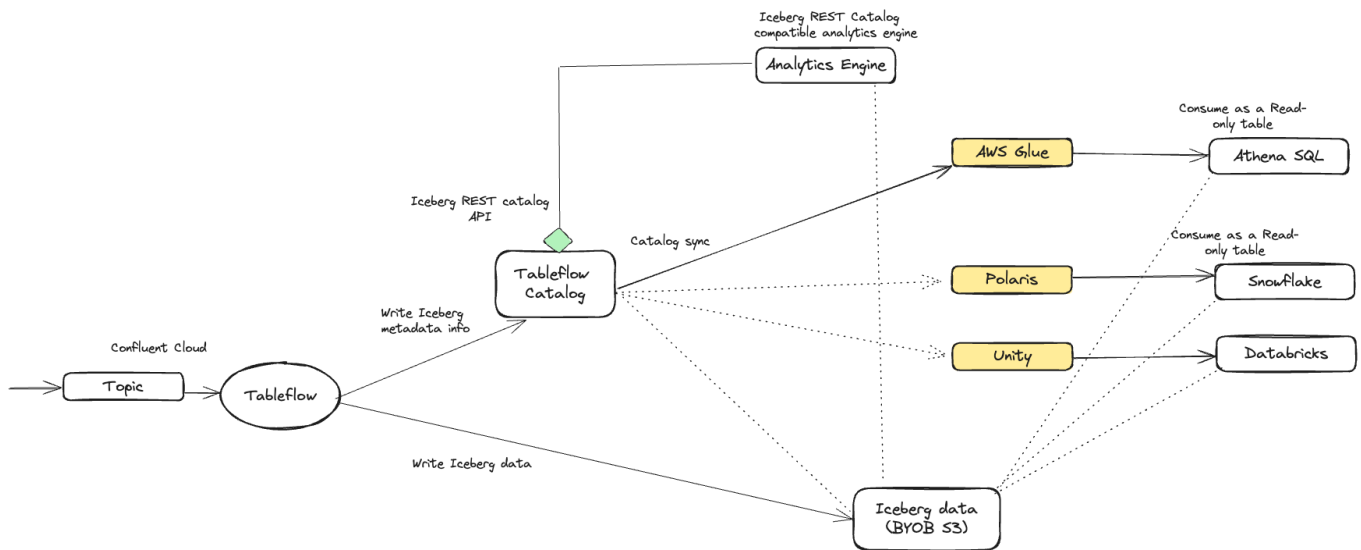 Iceberg REST Catalog
compatible analytics engine
Analytics Engine
Consume as a Read-
only table
AWS Glue
Athena SQL
Iceberg REST catalog
API
Catalog sync
Consume as a Read-
only table
Tableflow
Catalog
Polaris
Snowflake
Write Iceberg
metadata info
Confluent Cloud
Unity
Databricks
Topic
Tableflow
Write Iceberg data
Iceberg data
(BYOB S3)